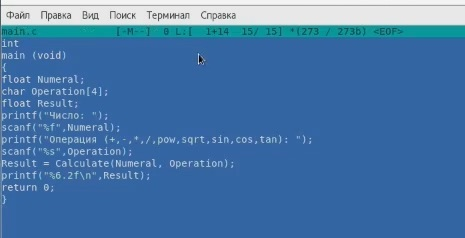 Файл Правка Вид Поиск Терминал Справка
main.c [-M--] 0 L:[ 1+14 15/ 15] *(273 / 273b) <EOF>
int
main (void)
{
float Numeral;
char Operation[4];
float Result;
printf("Число: ");
scanf("%f",Numeral);
printf("Операция (+,-,*,/,pow,sqrt,sin,cos,tan): ");
scanf("%s",Operation);
Result = Calculate(Numeral, Operation);
printf("%6.2f\n",Result);
return 0;
}